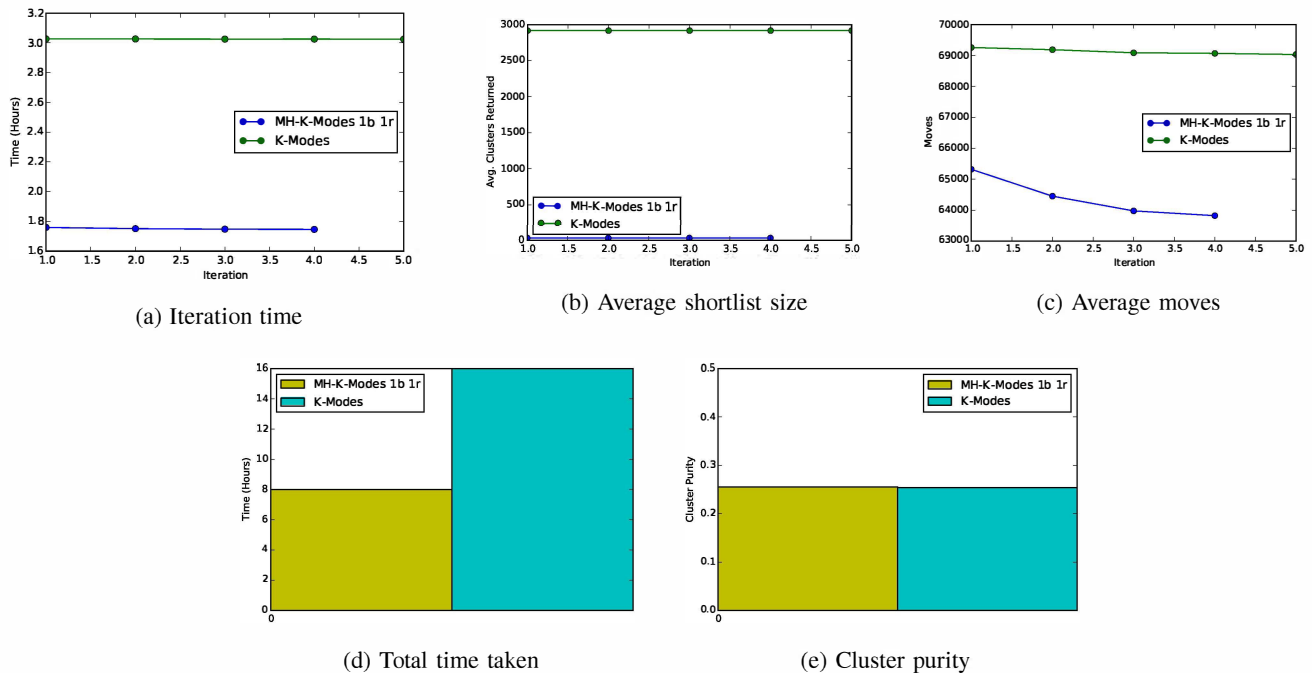 3.2
3.0
2.8
2.6
2.4
2.2
2.0
1.8
1.6
Time (Hours)
MH-K-Modes 1b 1r
K-Modes
1.0 1.5 2.0 2.5 3.0 3.5 4.0 4.5 5.0
Iteration
(a) Iteration time
3000
2500
2000
1500
1000
500
0
Avg. Clusters Returned
MH-K-Modes 1b 1r
K-Modes
1.0 1.5 2.0 2.5 3.0 3.5 4.0 4.5 5.0
Iteration
(b) Average shortlist size
70000
69000
68000
67000
66000
65000
64000
63000
Moves
MH-K-Modes 1b 1r
K-Modes
1.0 1.5 2.0 2.5 3.0 3.5 4.0 4.5 5.0
Iteration
(c) Average moves
16
14
12
10
8
6
4
2
0
Time (Hours)
MH-K-Modes 1b 1r
K-Modes
0
(d) Total time taken
0.5
0.4
0.3
0.2
0.1
0.0
Cluster Purity
MH-K-Modes 1b 1r
K-Modes
0
(e) Cluster purity